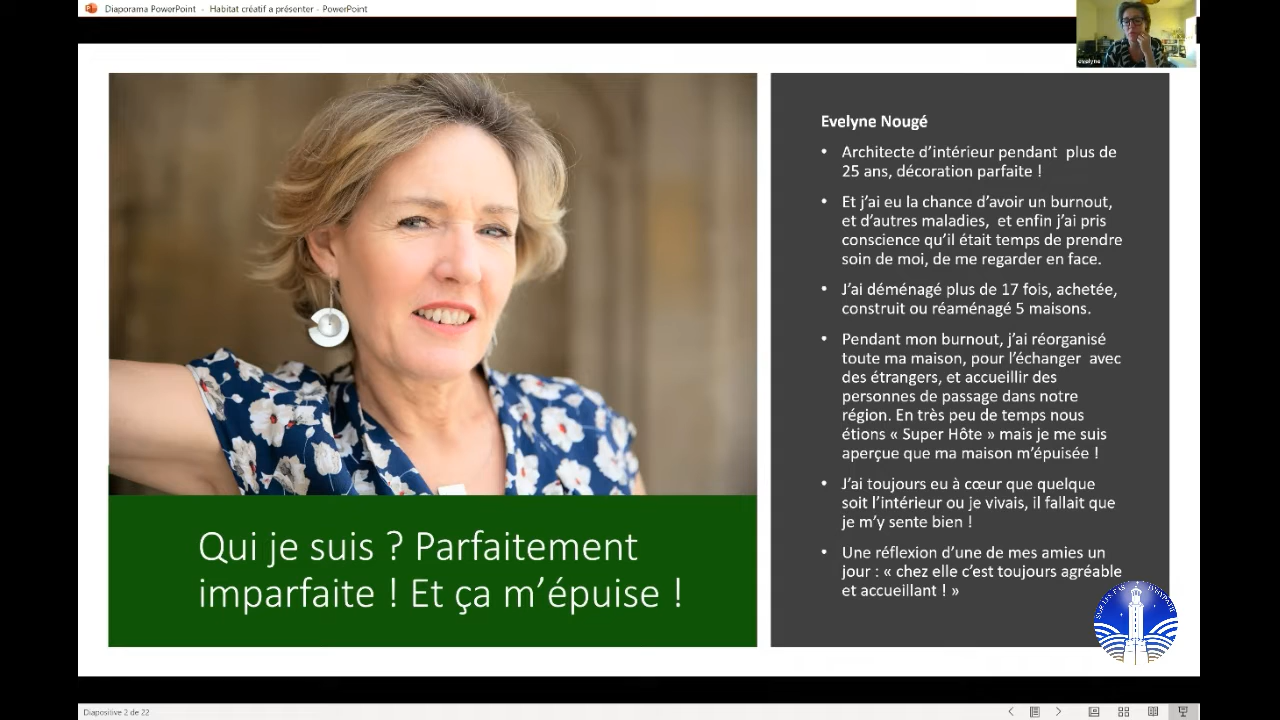 Diaporama PowerPoint - Habitat créatif a présenter - PowerPoint
evelyne
Evelyne Nougé
• Architecte d'intérieur pendant plus de
25 ans, décoration parfaite !
• Et j'ai eu la chance d'avoir un burnout,
et d'autres maladies, et enfin j'ai pris
conscience qu'il était temps de prendre
soin de moi, de me regarder en face.
• J'ai déménagé plus de 17 fois, achetée,
construit ou réaménagé 5 maisons.
• Pendant mon burnout, j'ai réorganisé
toute ma maison, pour l'échanger avec
des étrangers, et accueillir des
personnes de passage dans notre
région. En très peu de temps nous
étions « Super Hôte » mais je me suis
aperçue que ma maison m'épuisée !
• J'ai toujours eu à cœur que quelque
soit l'intérieur ou je vivais, il fallait que
je m'y sente bien !
• Une réflexion d'une de mes amies un
jour : « chez elle c'est toujours agréable
et accueillant ! »
Qui je suis ? Parfaitement
imparfaite ! Et ça m'épuise !
SUR LES PAS
Diapositive 2 de 22